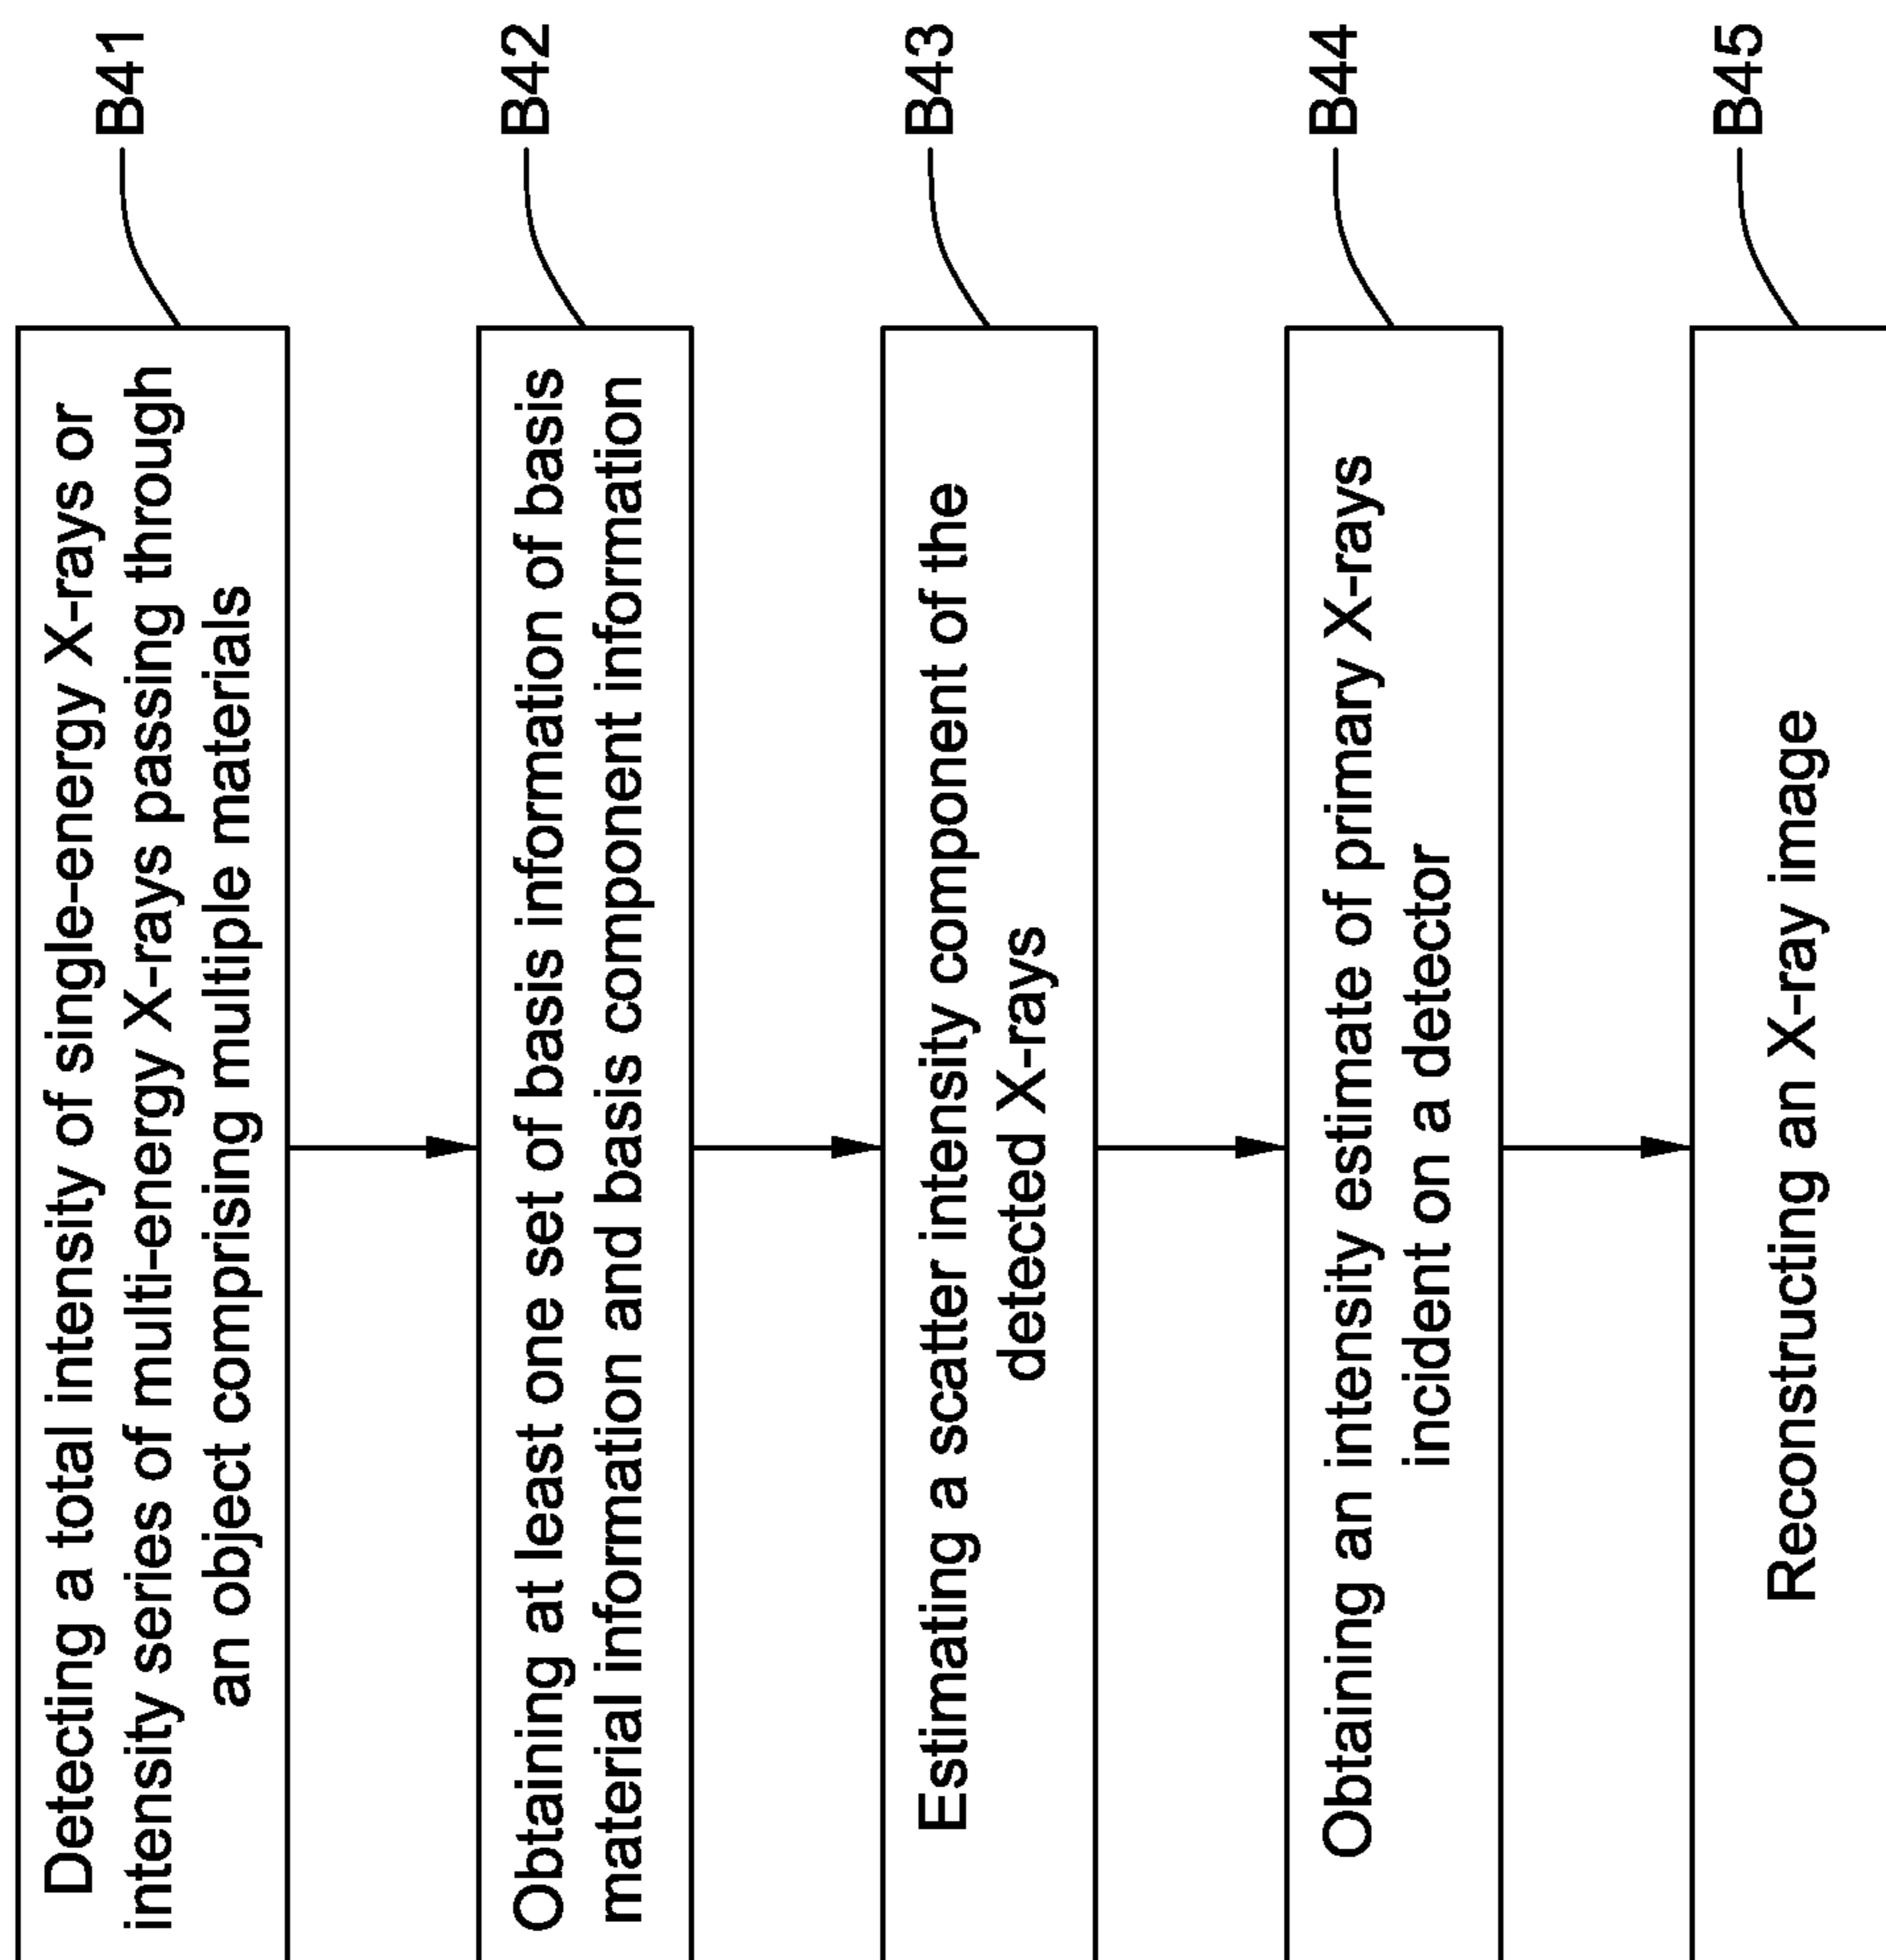 Detecting a total intensity of single-energy X-rays or
intensity series of multi-energy X-rays passing through
an object comprising multiple materials
B41
Obtaining at least one set of basis information of basis
material information and basis component information
B42
Estimating a scatter intensity component of the
detected X-rays
B43
Obtaining an intensity estimate of primary X-rays
incident on a detector
B44
Reconstructing an X-ray image
B45